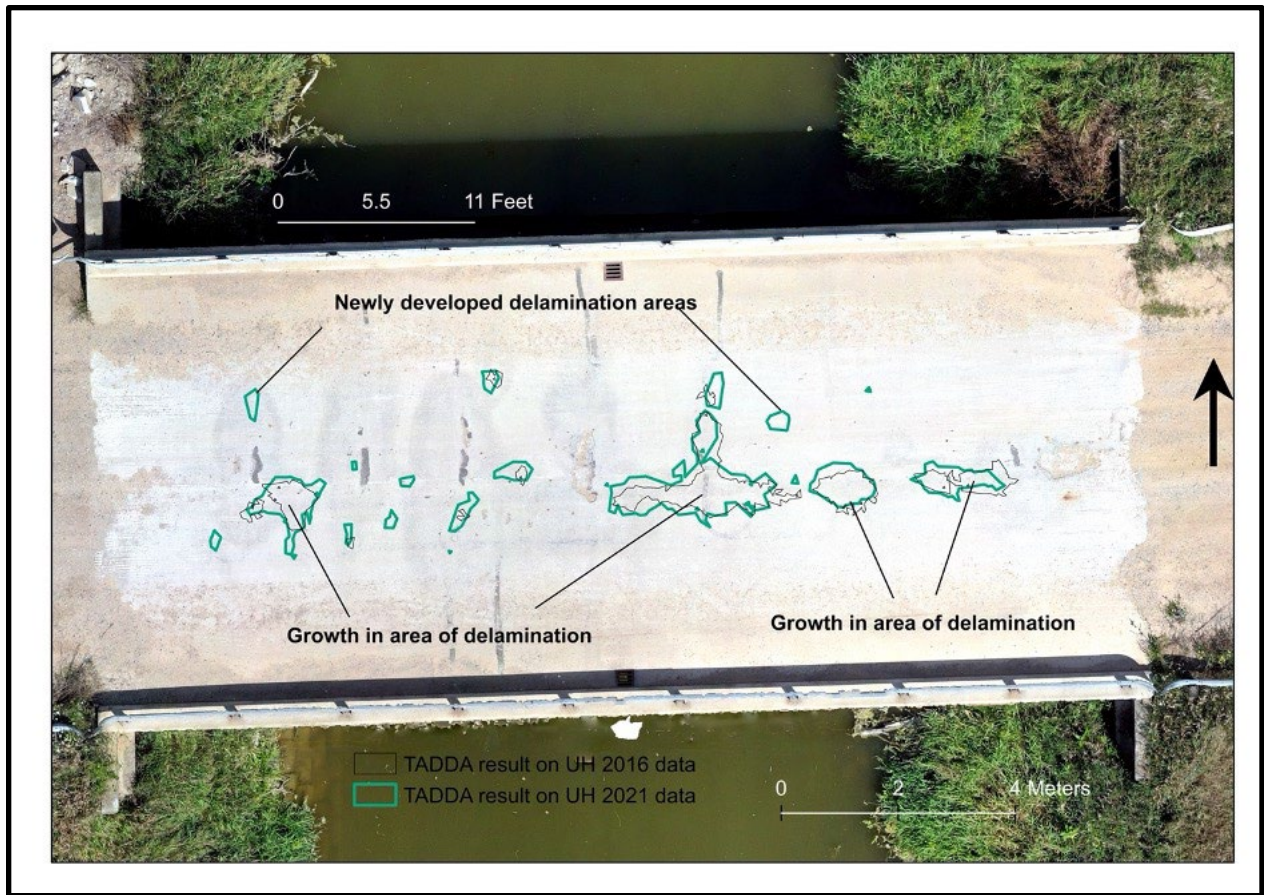 0 5.5 11 Feet
Newly developed delamination areas
Growth in area of delamination
Growth in area of delamination
TADDA result on UH 2016 data
TADDA result on UH 2021 data
0 2 4 Meters